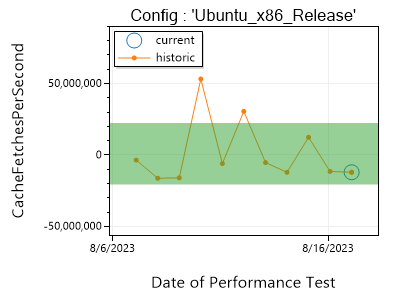 Config : 'Ubuntu_x86_Release'
current
historic
CacheFetchesPerSecond
50,000,000
0
-50,000,000
8/6/2023
8/16/2023
Date of Performance Test